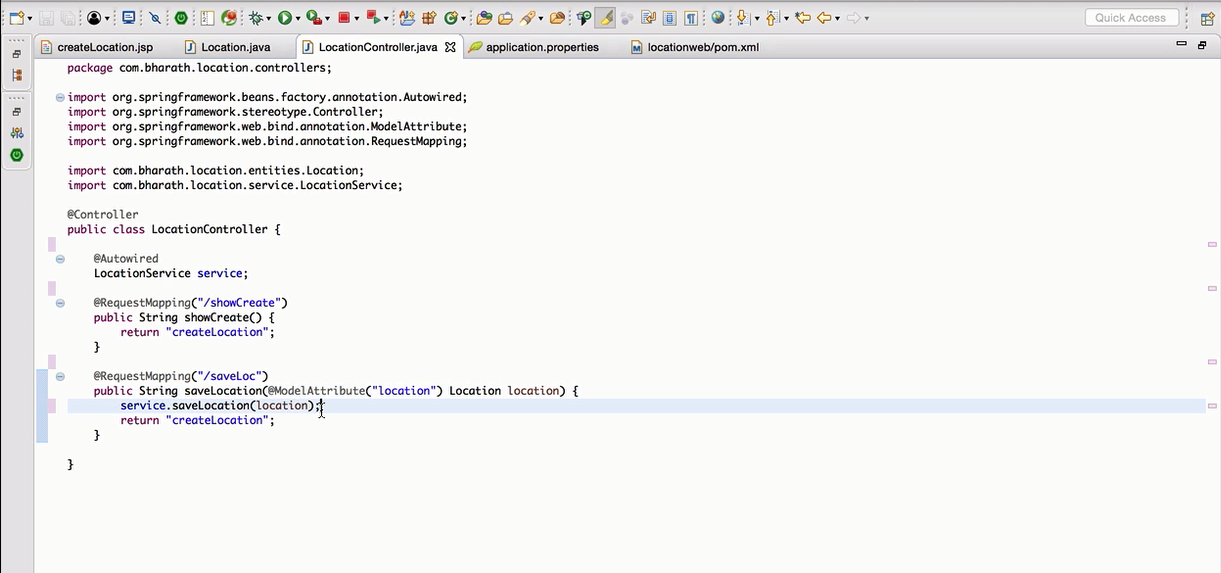 Quick Access
createLocation.jsp Location.java LocationController.java application.properties locationweb/pom.xml
package com.bharath.location.controllers;
import org.springframework.beans.factory.annotation.Autowired;
import org.springframework.stereotype.Controller;
import org.springframework.web.bind.annotation.ModelAttribute;
import org.springframework.web.bind.annotation.RequestMapping;
import com.bharath.location.entities.Location;
import com.bharath.location.service.LocationService;
@Controller
public class LocationController {
@Autowired
LocationService service;
@RequestMapping("/showCreate")
public String showCreate() {
return "createLocation";
}
@RequestMapping("/saveLoc")
public String saveLocation(@ModelAttribute("location") Location location) {
service.saveLocation(location);
return "createLocation";
}
}